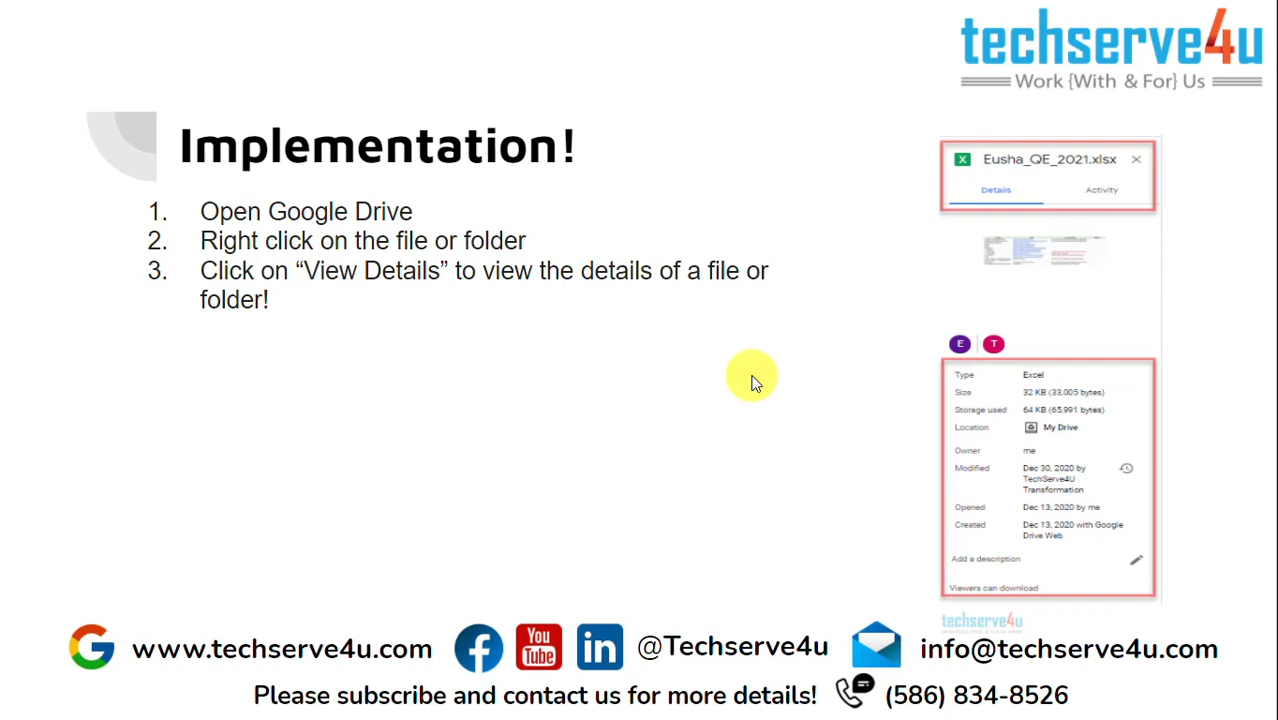 techserve4u
Work {With & For} Us
Implementation!
1. Open Google Drive
2. Right click on the file or folder
3. Click on “View Details” to view the details of a file or
folder!
Eusha_QE_2021.xlsx
Details Activity
E T
Type Excel
Size 32 KB (33,005 bytes)
Storage used 64 KB (65,991 bytes)
Location My Drive
Owner me
Modified Dec 30, 2020 by
TechServe4U
Transformation
Opened Dec 13, 2020 by me
Created Dec 13, 2020 with Google
Drive Web
Add a description
Viewers can download
techserve4u
www.techserve4u.com
You
Tube
in
@Techserve4u
info@techserve4u.com
Please subscribe and contact us for more details! (586) 834-8526